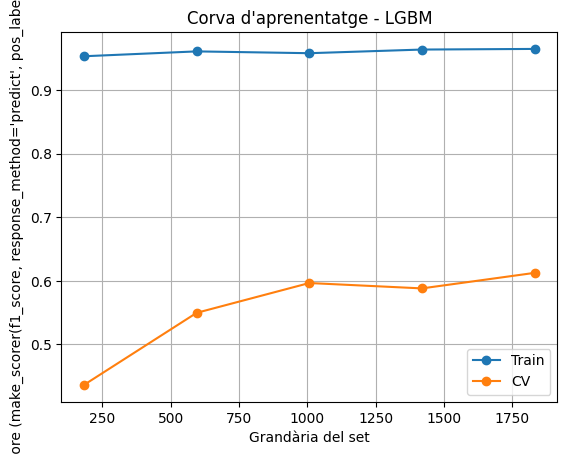 Corva d'aprenentatge - LGBM
ore (make_scorer(f1_score, response_method='predict', pos_labe
0.9
0.8
0.7
0.6
0.5
250
500
750
1000
1250
1500
1750
Grandària del set
Train
CV